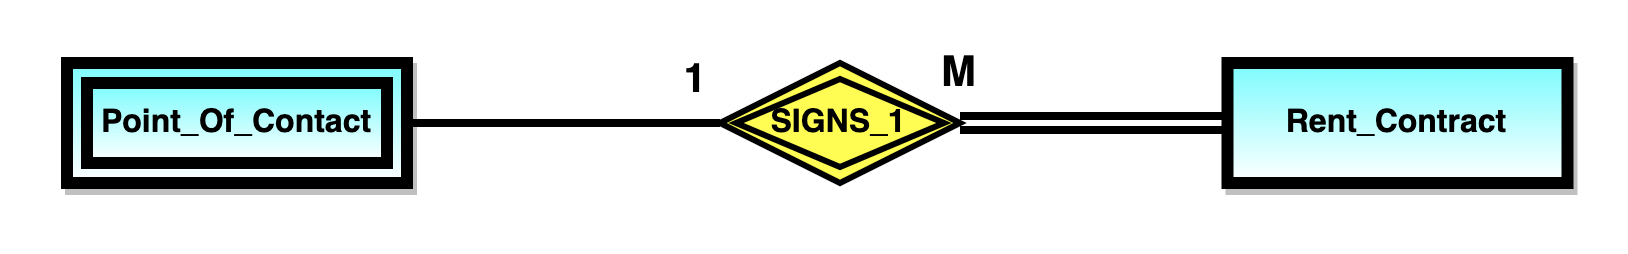 1
M
Point_Of_Contact
SIGNS_1
Rent_Contract